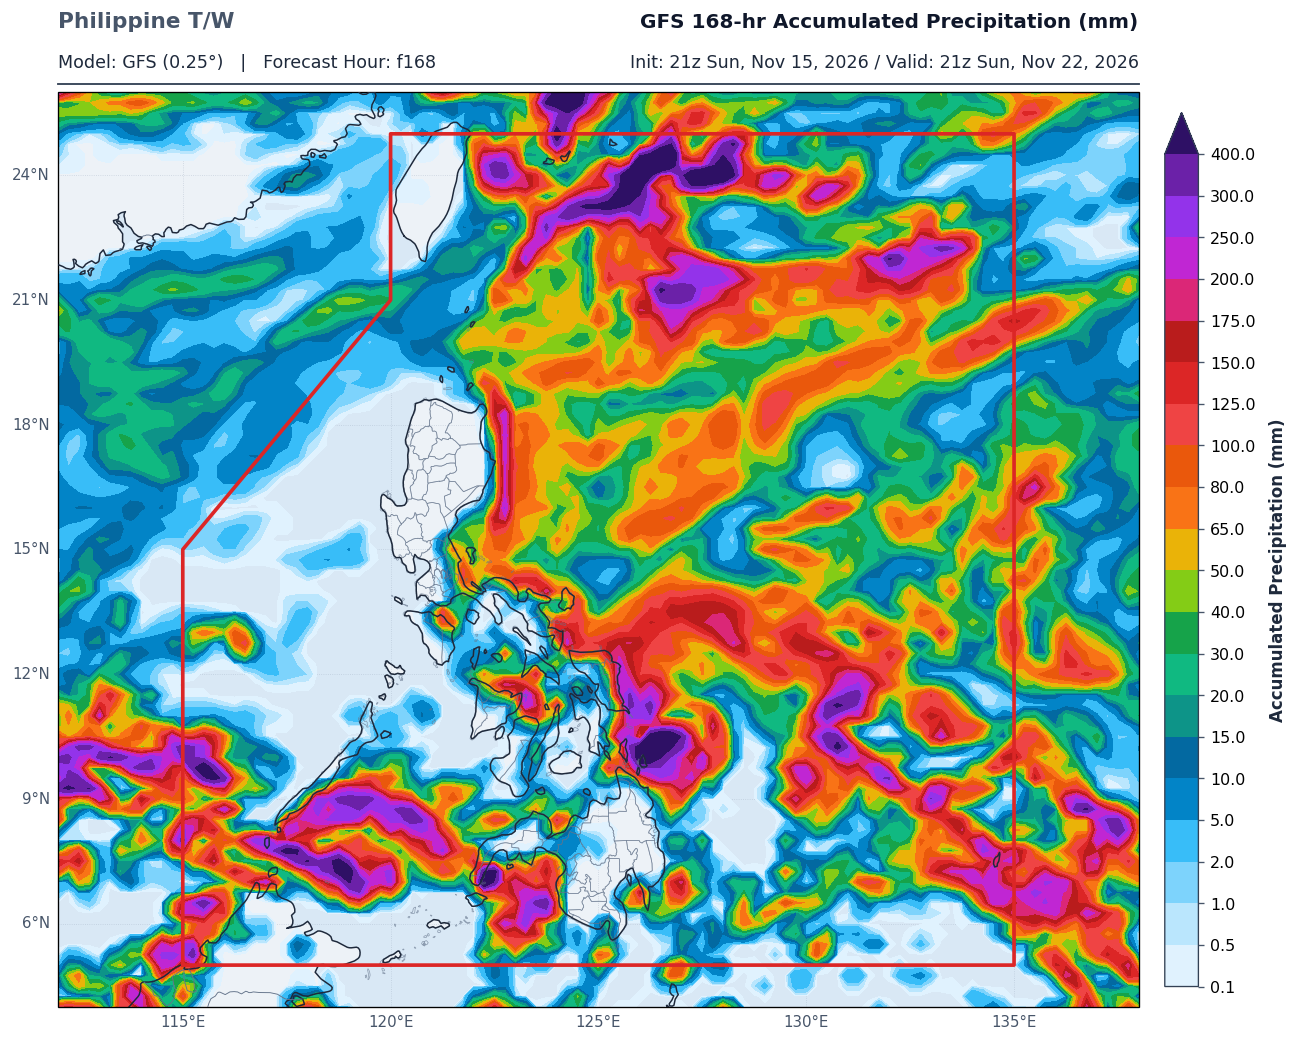 Philippine T/W
GFS 168-hr Accumulated Precipitation (mm)
Model: GFS (0.25°)   |   Forecast Hour: f168
Init: 21z Sun, Nov 15, 2026 / Valid: 21z Sun, Nov 22, 2026
24°N
21°N
18°N
15°N
12°N
9°N
6°N
115°E
120°E
125°E
130°E
135°E
400.0
300.0
250.0
200.0
175.0
150.0
125.0
100.0
80.0
65.0
50.0
40.0
30.0
20.0
15.0
10.0
5.0
2.0
1.0
0.5
0.1
Accumulated Precipitation (mm)